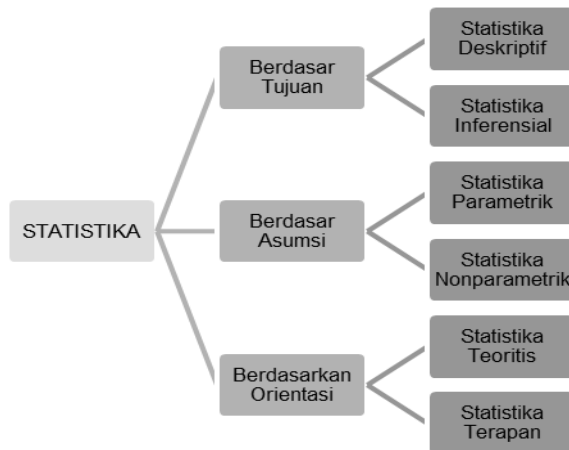 STATISTIKA
Berdasar
Tujuan
Statistika
Deskriptif
Statistika
Inferensial
Berdasar
Asumsi
Statistika
Parametrik
Statistika
Nonparametrik
Berdasarkan
Orientasi
Statistika
Teoritis
Statistika
Terapan